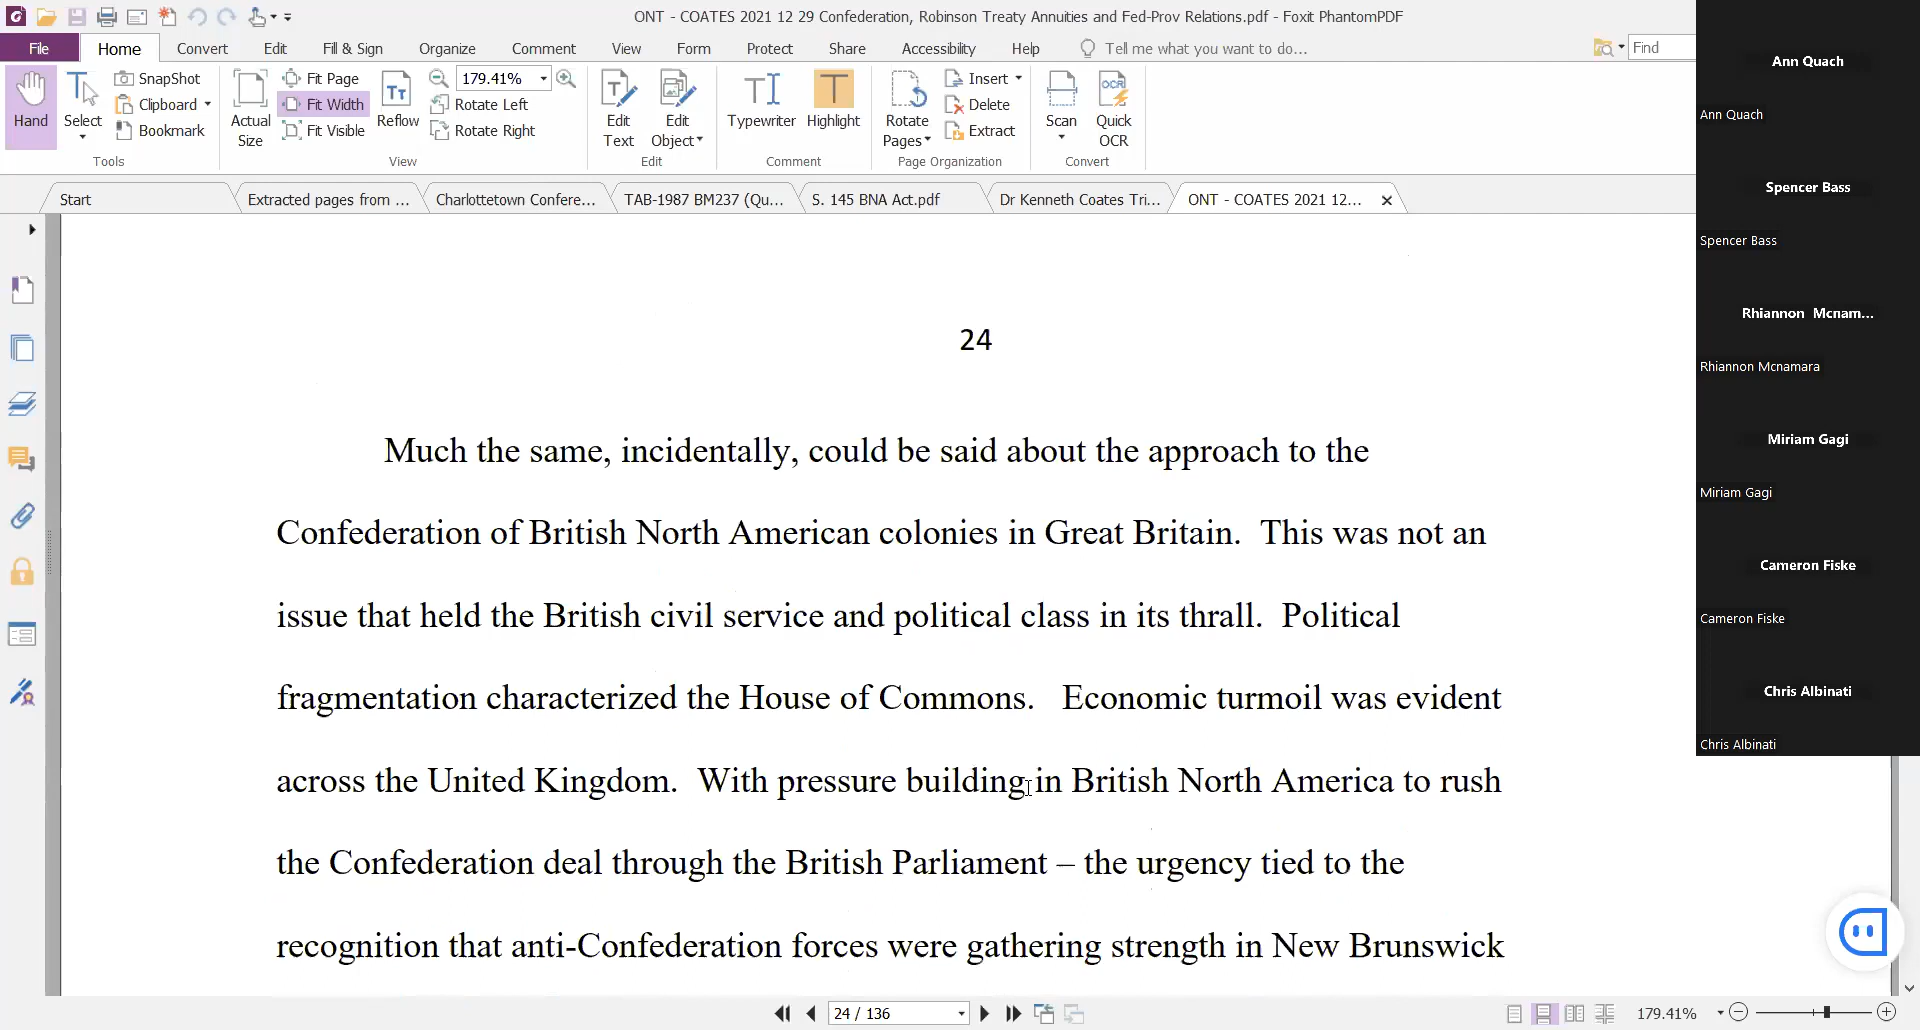 ONT - COATES 2021 12 29 Confederation, Robinson Treaty Annuities and Fed-Prov Relations.pdf - Foxit PhantomPDF
File Home Convert Edit Fill & Sign Organize Comment View Form Protect Share Accessibility Help Tell me what you want to do... Find
Hand
Select
SnapShot
Clipboard
Bookmark
Tools
Actual Size
Fit Page
Fit Width
Fit Visible
Reflow
179.41%
Rotate Left
Rotate Right
View
Edit Text
Edit Object
Edit
Typewriter
Highlight
Comment
Rotate Pages
Insert
Delete
Extract
Page Organization
Scan
Quick OCR
OCR
Convert
Start Extracted pages from ... Charlottetown Confere... TAB-1987 BM237 (Qu... S. 145 BNA Act.pdf Dr Kenneth Coates Tri... ONT - COATES 2021 12...
24
Much the same, incidentally, could be said about the approach to the
Confederation of British North American colonies in Great Britain. This was not an
issue that held the British civil service and political class in its thrall. Political
fragmentation characterized the House of Commons. Economic turmoil was evident
across the United Kingdom. With pressure building in British North America to rush
the Confederation deal through the British Parliament – the urgency tied to the
recognition that anti-Confederation forces were gathering strength in New Brunswick
24 / 136
179.41%
Ann Quach
Ann Quach
Spencer Bass
Spencer Bass
Rhiannon Mcnam...
Rhiannon Mcnamara
Miriam Gagi
Miriam Gagi
Cameron Fiske
Cameron Fiske
Chris Albinati
Chris Albinati